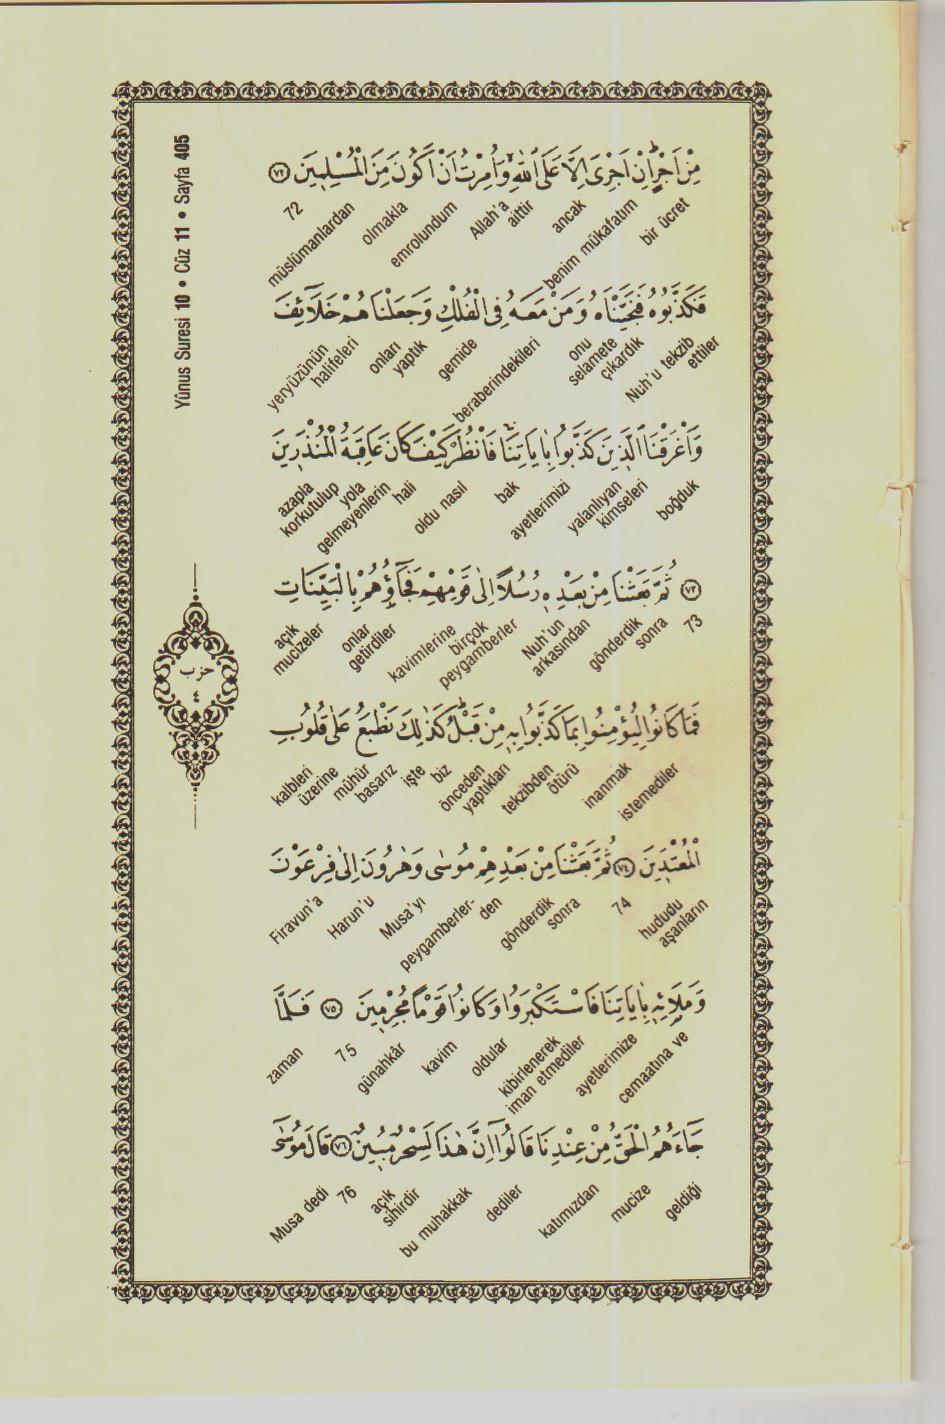 Yûnus Suresi 10 • Cüz 11 • Sayfa 405
مِنْ اَجْرٍ اِنْ اَجْرِىَ اِلَّا عَلَى اللّٰهِ وَاُمِرْتُ اَنْ اَكُونَ مِنَ الْمُسْلِمِينَ ﴿٧٢﴾
bir ücret benim mükafatım ancak aittir Allah'a emrolundum olmakla müslümanlardan 72
فَكَذَّبُوهُ فَنَجَّيْنَاهُ وَمَنْ مَعَهُ فِى الْفُلْكِ وَجَعَلْنَاهُمْ خَلَٓائِفَ
Nuh'u tekzib ettiler selamete çıkardık onu beraberindekileri gemide yaptık onları yeryüzünün halifeleri
وَاَغْرَقْنَا الَّذِينَ كَذَّبُوا بِاٰيَاتِنَا فَانْظُرْ كَيْفَ كَانَ عَاقِبَةُ الْمُنْذَرِينَ
boğduk yalanlıyan kimseleri ayetlerimizi bak oldu nasıl hali azapla korkutulup yola gelmeyenlerin
﴿٧٣﴾ ثُمَّ بَعَثْنَا مِنْ بَعْدِهِ رُسُلًا اِلٰى قَوْمِهِمْ فَجَٓاؤُهُمْ بِالْبَيِّنَاتِ
73 sonra gönderdik Nuh'un arkasından birçok peygamberler kavimlerine onlar getirdiler açık mucizeler
فَمَا كَانُوا لِيُؤْمِنُوا بِمَا كَذَّبُوا بِهِ مِنْ قَبْلُ كَذٰلِكَ نَطْبَعُ عَلٰى قُلُوبِ
istemediler inanmak tekzibden ötürü önceden yaptıkları biz işte mühür basarız kalbleri üzerine
الْمُعْتَدِينَ ﴿٧٤﴾ ثُمَّ بَعَثْنَا مِنْ بَعْدِهِمْ مُوسٰى وَهٰرُونَ اِلٰى فِرْعَوْنَ
hududu aşanların 74 sonra gönderdik peygamberler-den Musa'yı Harun'u Firavun'a
وَمَلَائِهِ بِاٰيَاتِنَا فَاسْتَكْبَرُوا وَكَانُوا قَوْمًا مُجْرِمِينَ ﴿٧٥﴾ فَلَمَّا
cemaatına ve ayetlerimize kibirlenerek iman etmediler oldular kavim günahkâr 75 zaman
جَٓاءَهُمُ الْحَقُّ مِنْ عِنْدِنَا قَالُٓوا اِنَّ هٰذَا لَسِحْرٌ مُبِينٌ ﴿٧٦﴾ قَالَ مُوسٰٓى
geldiği mucize katımızdan dediler bu muhakkak açık sihirdir 76 Musa dedi
حزب
٤